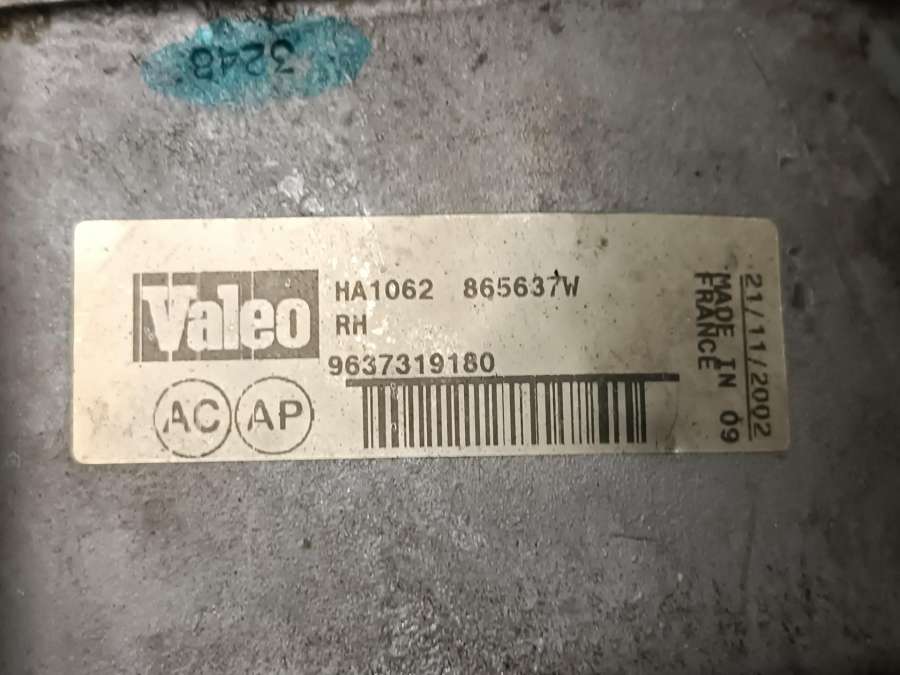 3248
Valeo
HA1062 865637W
RH
9637319180
AC AP
21/11/2002
MADE IN 09
FRANCE